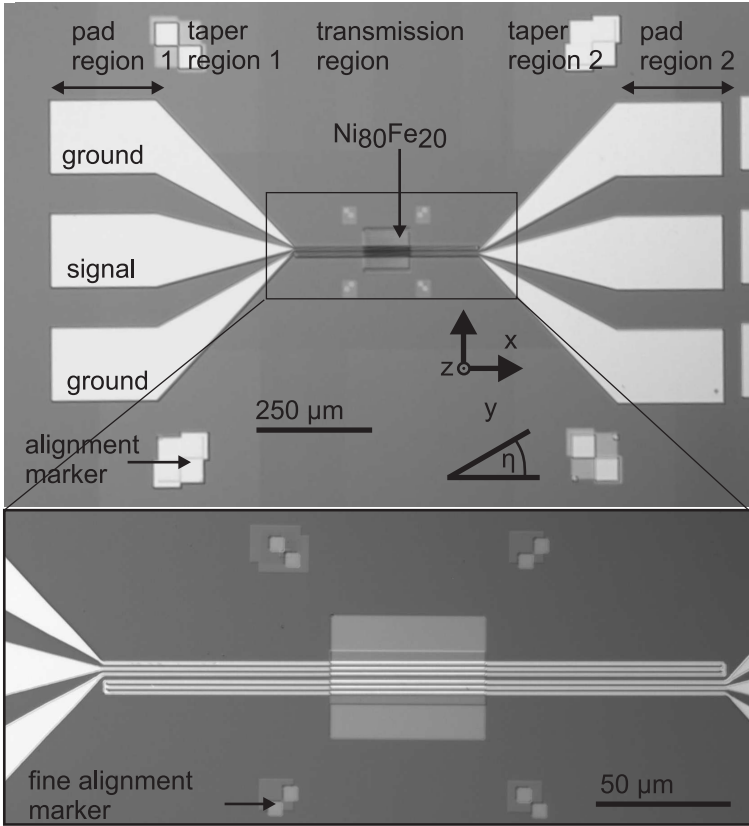 pad region 1
taper region 1
transmission region
taper region 2
pad region 2
Ni80Fe20
ground
signal
ground
x
z
y
250 µm
η
alignment marker
fine alignment marker
50 µm